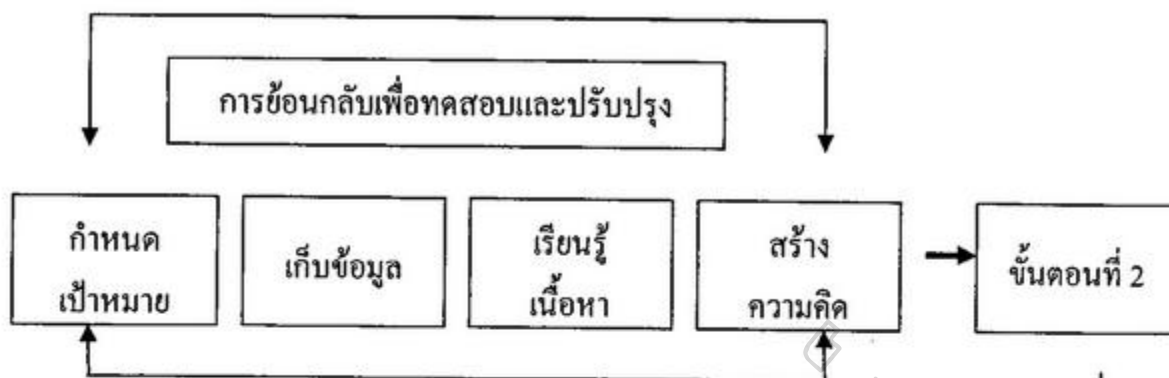 การย้อนกลับเพื่อทดสอบและปรับปรุง
กำหนด
เป้าหมาย
เก็บข้อมูล
เรียนรู้
เนื้อหา
สร้าง
ความคิด
ขั้นตอนที่ 2